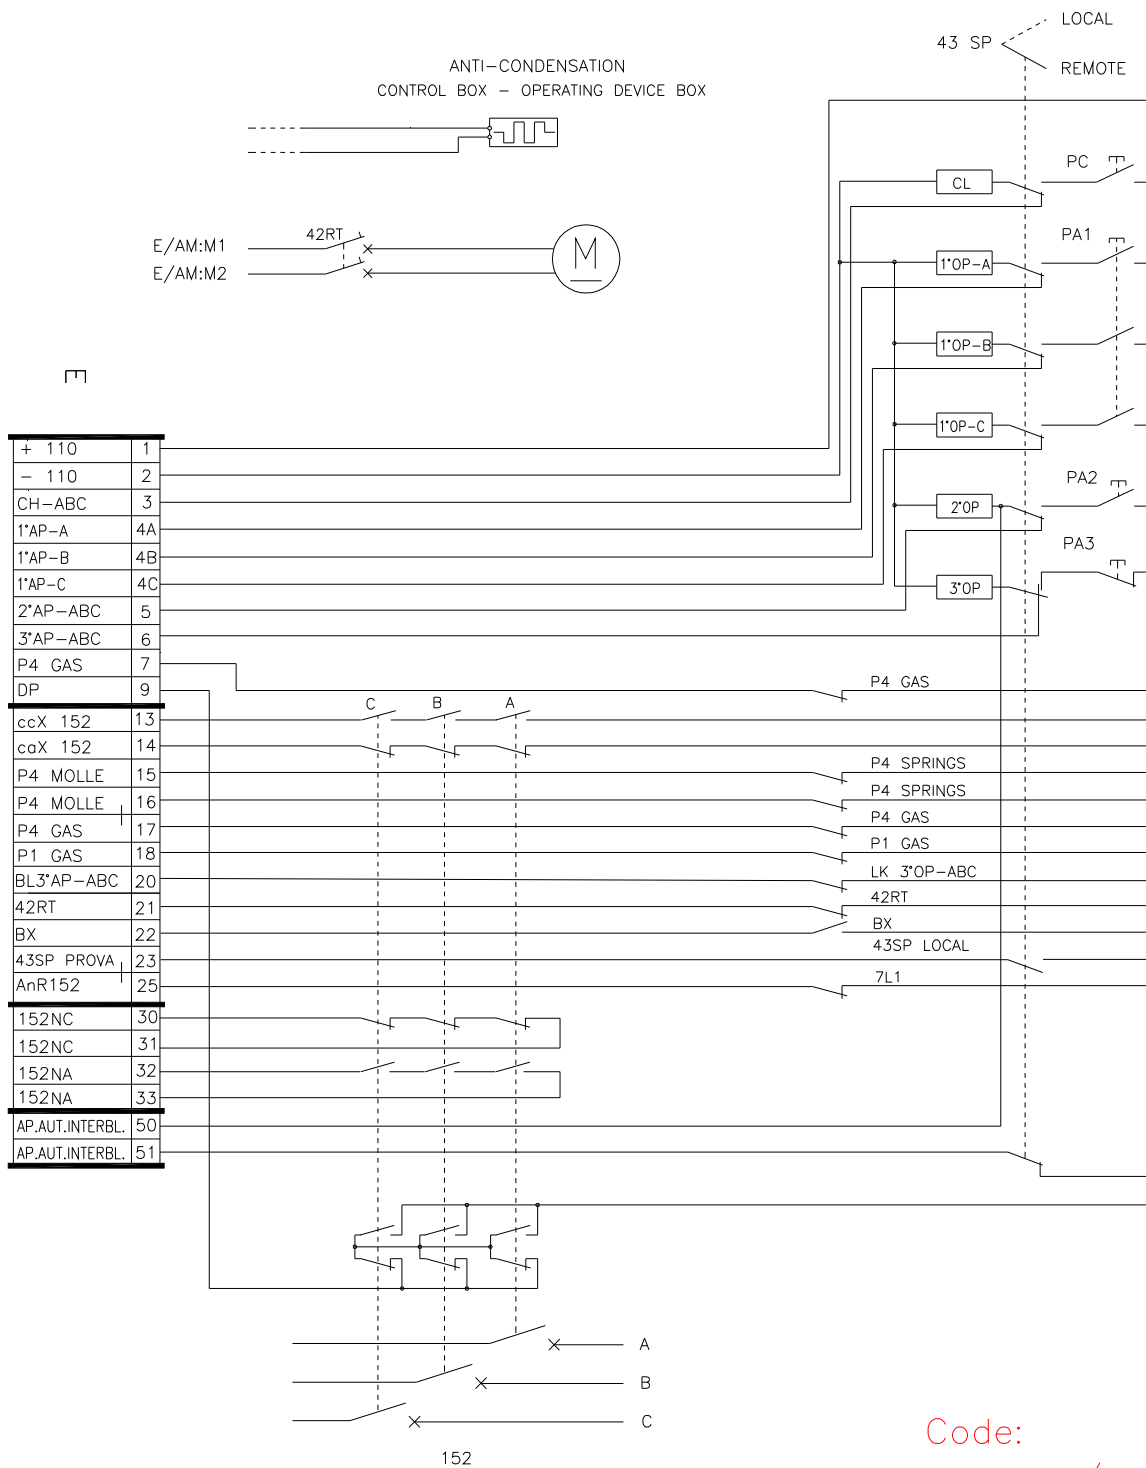 LOCAL
43 SP
REMOTE
ANTI-CONDENSATION
CONTROL BOX - OPERATING DEVICE BOX
PC
CL
E/AM:M1
42RT
E/AM:M2
M
PA1
1°OP-A
1°OP-B
1°OP-C
E
PA2
2°OP
PA3
3°OP
+ 110 1
- 110 2
CH-ABC 3
1°AP-A 4A
1°AP-B 4B
1°AP-C 4C
2°AP-ABC 5
3°AP-ABC 6
P4 GAS 7
DP 9
P4 GAS
C B A
ccX 152 13
caX 152 14
P4 MOLLE 15
P4 SPRINGS
P4 MOLLE 16
P4 SPRINGS
P4 GAS 17
P4 GAS
P1 GAS 18
P1 GAS
BL3°AP-ABC 20
LK 3°OP-ABC
42RT 21
42RT
BX 22
BX
43SP PROVA 23
43SP LOCAL
AnR152 25
7L1
152NC 30
152NC 31
152NA 32
152NA 33
AP.AUT.INTERBL. 50
AP.AUT.INTERBL. 51
A
B
C
152
Code: